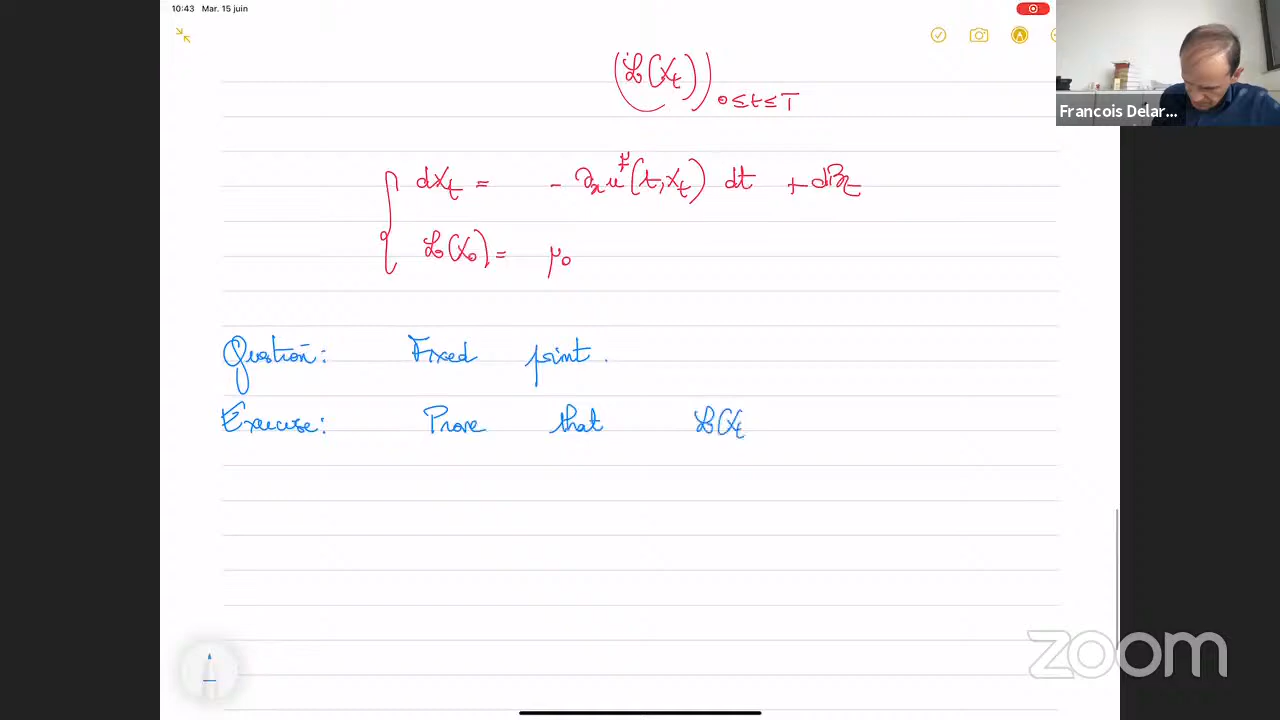 10:43 Mar. 15 juin
(ℒ(X_t))_{0≤t≤T}
Francois Delar...
{ dX_t = - ∂_x u^μ(t, X_t) dt + dB_t
ℒ(X_0) = μ_0
Question: Fixed point.
Exercise: Prove that ℒ(X_t
zoom